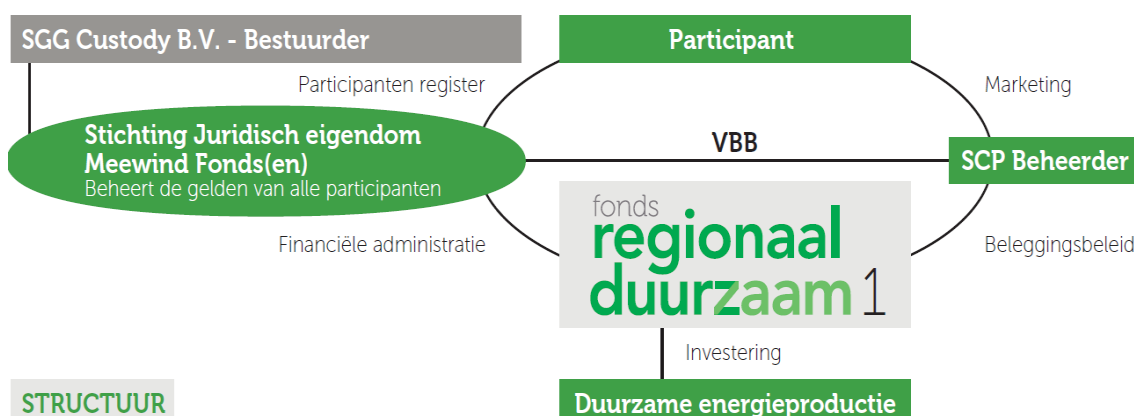 SGG Custody B.V. - Bestuurder
Participant
Participanten register
Marketing
Stichting Juridisch eigendom
Meewind Fonds(en)
Beheert de gelden van alle participanten
VBB
SCP Beheerder
fonds
regionaal
duurzaam 1
Financiële administratie
Beleggingsbeleid
Investering
STRUCTUUR
Duurzame energieproductie